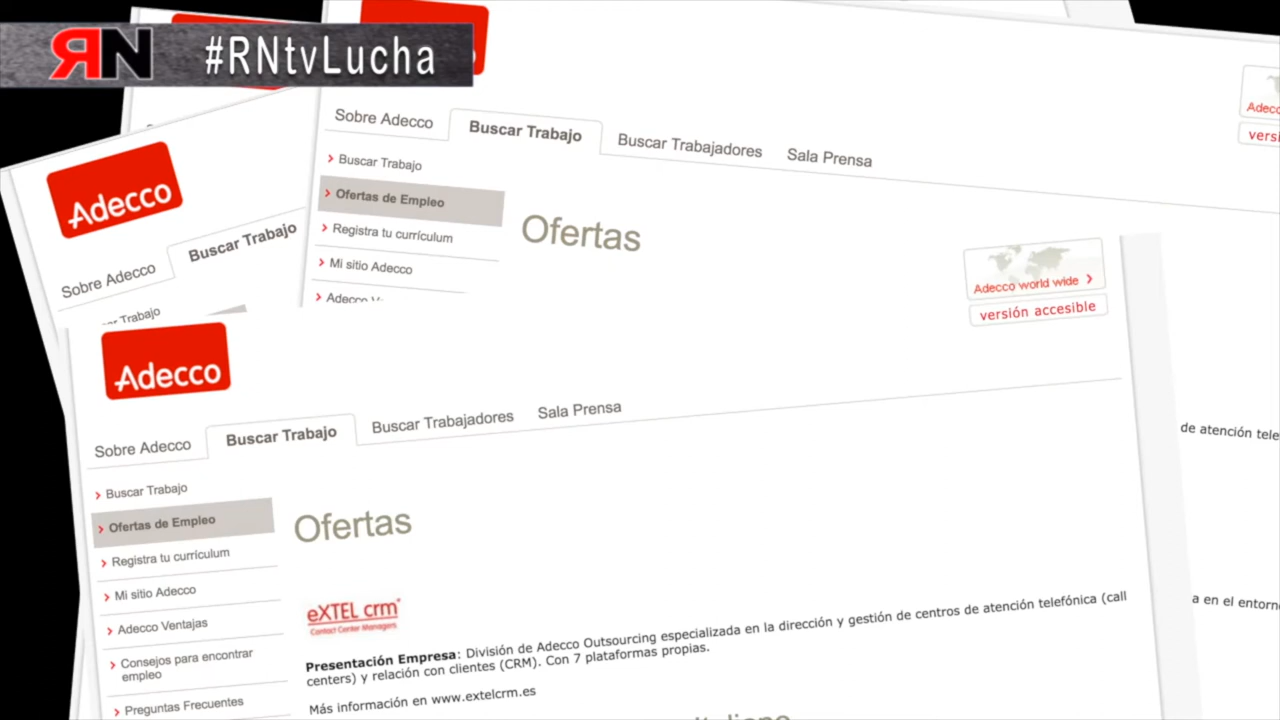 ЯN #RNtvLucha
Sobre Adecco
Buscar Trabajo
Buscar Trabajadores
Sala Prensa
Buscar Trabajo
Ofertas de Empleo
Registra tu currículum
Mi sitio Adecco
Adecco
Ofertas
Adecco
Sobre Adecco
Buscar Trabajo
Trabajo
Adecco world wide
versión accesible
Adecco
Sobre Adecco
Buscar Trabajo
Buscar Trabajadores
Sala Prensa
Buscar Trabajo
Ofertas de Empleo
Registra tu currículum
Mi sitio Adecco
Adecco Ventajas
Consejos para encontrar
empleo
Preguntas Frecuentes
Ofertas
eXTEL crm
Contact Center Managers
Presentación Empresa: División de Adecco Outsourcing especializada en la dirección y gestión de centros de atención telefónica (call
centers) y relación con clientes (CRM). Con 7 plataformas propias.
Más información en www.extelcrm.es
de atención tele
a en el entorno